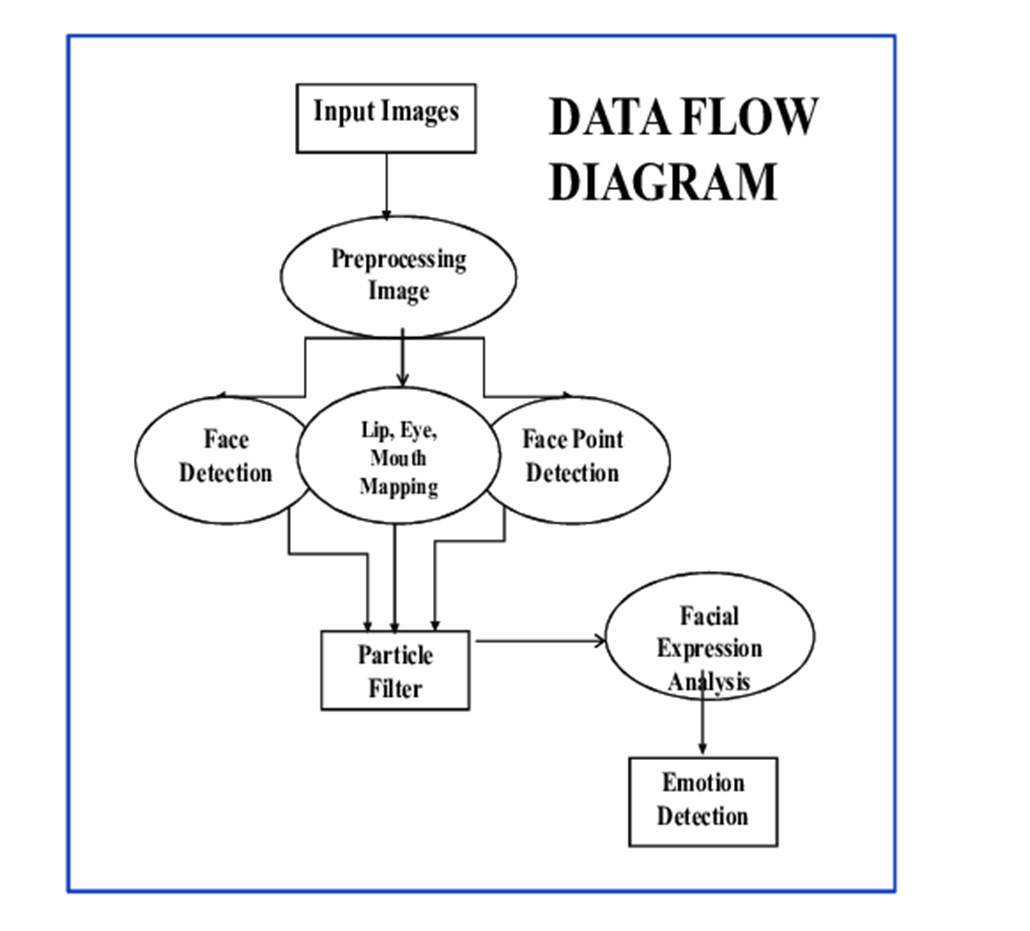 Input Images
DATA FLOW
DIAGRAM
Preprocessing
Image
Face
Detection
Lip, Eye,
Mouth
Mapping
Face Point
Detection
Particle
Filter
Facial
Expression
Analysis
Emotion
Detection